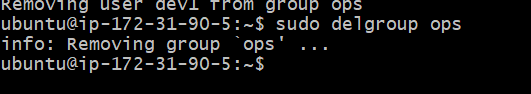 Removing user dev1 from group ops
ubuntu@ip-172-31-90-5:~$ sudo delgroup ops
info: Removing group `ops' ...
ubuntu@ip-172-31-90-5:~$